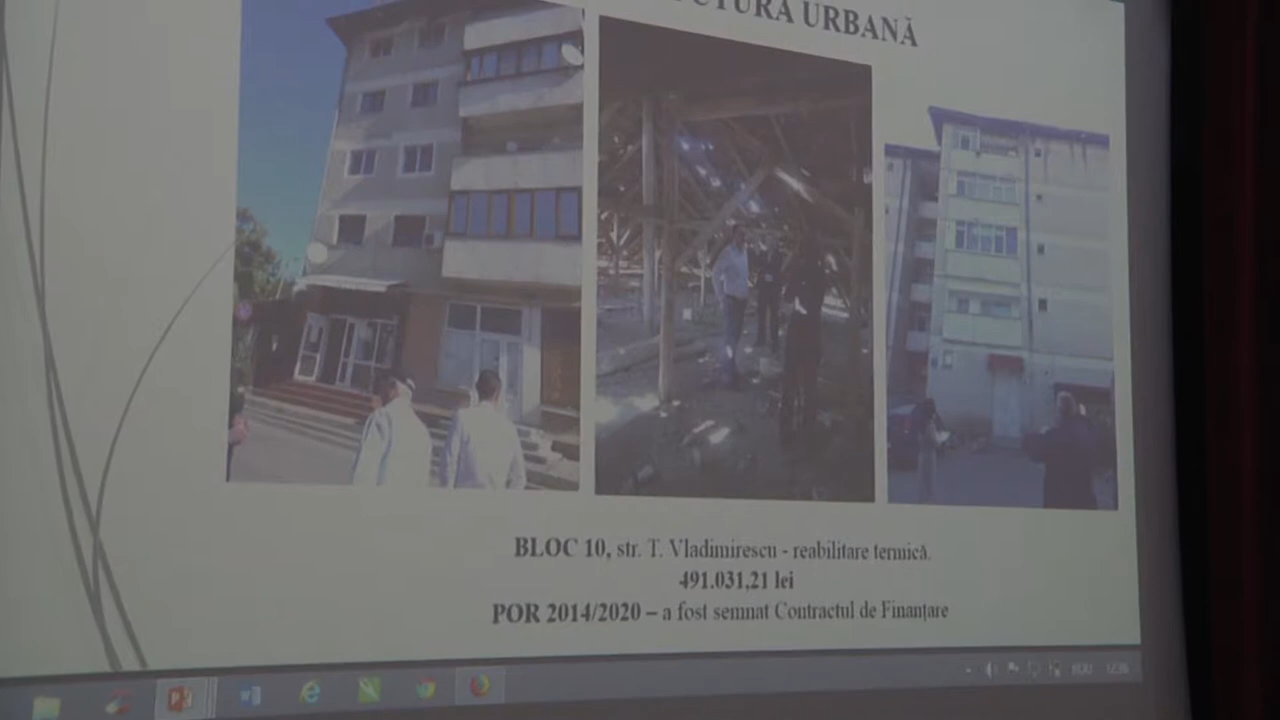 URBANĂ
BLOC 10, str. T. Vladimirescu - reabilitare termică.
491.031,21 lei
POR 2014/2020 – a fost semnat Contractul de Finanțare